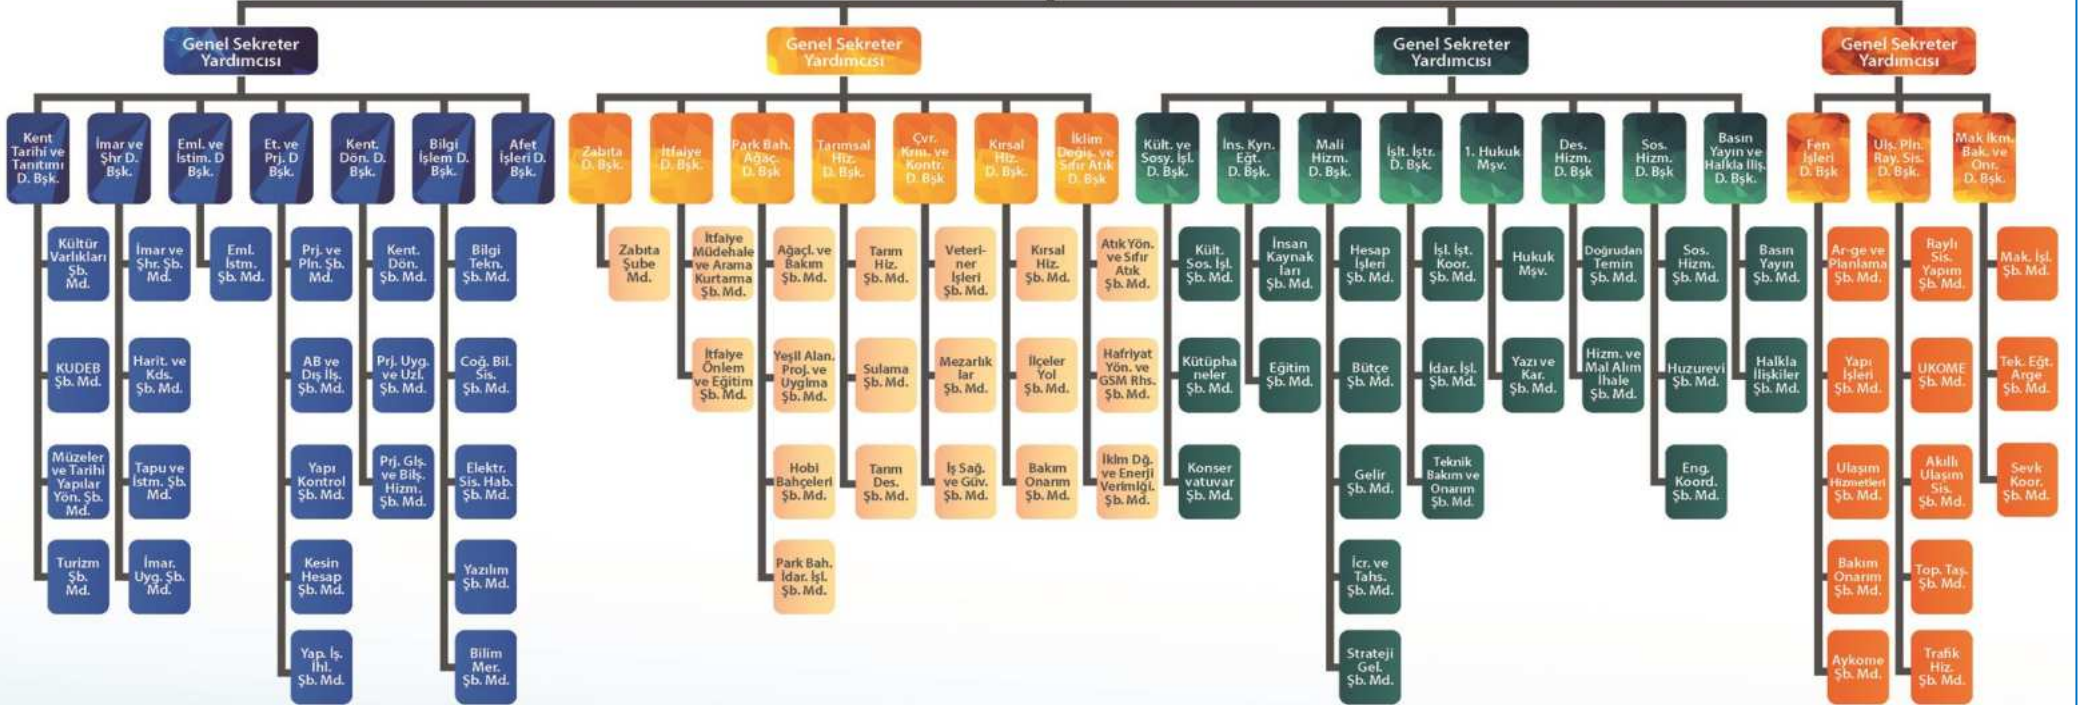 Genel Sekreter
Yardımcısı
Genel Sekreter
Yardımcısı
Genel Sekreter
Yardımcısı
Genel Sekreter
Yardımcısı
Kent
Tarihi ve
Tanıtımı
D. Bşk.
İmar ve
Şhr D.
Bşk.
Eml. ve
İstim. D
Bşk.
Et. ve
Prj. D
Bşk.
Kent.
Dön. D.
Bşk.
Bilgi
İşlem D.
Bşk.
Afet
İşleri D.
Bşk.
Zabıta
D. Bşk.
İtfaiye
D. Bşk.
Park Bah.
Ağaç.
D. Bşk
Tarımsal
Hiz.
D. Bşk.
Çvr.
Krm. ve
Kontr.
D. Bşk
Kırsal
Hiz.
D. Bşk.
İklim
Değiş. ve
Sıfır Atık
D. Bşk
Kült. ve
Sosy. İşl.
D. Bşk.
İns. Kyn.
Eğt.
D. Bşk.
Mali
Hizm.
D. Bşk.
İşlt. İştr.
D. Bşk.
1. Hukuk
Mşv.
Des.
Hizm.
D. Bşk.
Sos.
Hizm.
D. Bşk.
Basın
Yayın ve
Halkla İliş.
D. Bşk.
Fen
İşleri
D. Bşk
Ulş. Pln.
Ray. Sis.
D. Bşk.
Mak İkm.
Bak. ve
Onr.
D. Bşk.
Kültür
Varlıkları
Şb.
Md.
İmar ve
Şhr. Şb.
Md.
Eml.
İstm.
Şb. Md.
Prj. ve
Pln. Şb.
Md.
Kent.
Dön.
Şb. Md.
Bilgi
Tekn.
Şb. Md.
Zabıta
Şube
Md.
İtfaiye
Müdehale
ve Arama
Kurtarma
Şb. Md.
Ağaçl. ve
Bakım
Şb. Md.
Tarım
Hiz.
Şb. Md.
Veteri-
ner
İşleri
Şb. Md.
Kırsal
Hiz.
Şb. Md.
Atık Yön.
ve Sıfır
Atık
Şb. Md.
Kült.
Sos. İşl.
Şb. Md.
İnsan
Kaynak
ları
Şb. Md.
Hesap
İşleri
Şb. Md.
İşl. İşt.
Koor.
Şb. Md.
Hukuk
Mşv.
Doğrudan
Temin
Şb. Md.
Sos.
Hizm.
Şb. Md.
Basın
Yayın
Şb. Md.
Ar-ge ve
Planlama
Şb. Md.
Raylı
Sis.
Yapım
Şb. Md.
Mak. İşl.
Şb. Md.
KUDEB
Şb. Md.
Harit. ve
Kds.
Şb. Md.
AB ve
Dış İlş.
Şb. Md.
Prj. Uyg.
ve Uzl.
Şb. Md.
Coğ. Bil.
Sis.
Şb. Md.
İtfaiye
Önlem
ve Eğitim
Şb. Md.
Yeşil Alan.
Proj. ve
Uyglma
Şb. Md.
Sulama
Şb. Md.
Mezarlık
lar
Şb. Md.
İlçeler
Yol
Şb. Md.
Hafriyat
Yön. ve
GSM Rhs.
Şb. Md.
Kütüpha
neler
Şb. Md.
Eğitim
Şb. Md.
Bütçe
Şb. Md.
İdar. İşl.
Şb. Md.
Yazı ve
Kar.
Şb. Md.
Hizm. ve
Mal Alım
İhale
Şb. Md.
Huzurevi
Şb. Md.
Halkla
İlişkiler
Şb. Md.
Yapı
İşleri
Şb. Md.
UKOME
Şb. Md.
Tek. Eğt.
Arge
Şb. Md.
Müzeler
ve Tarihi
Yapılar
Yön. Şb.
Md.
Tapu ve
İstm. Şb.
Md.
Yapı
Kontrol
Şb. Md.
Prj. Glş.
ve Bilş.
Hizm.
Şb. Md.
Elektr.
Sis. Hab.
Şb. Md.
Hobi
Bahçeleri
Şb. Md.
Tarım
Des.
Şb. Md.
İş Sağ.
ve Güv.
Şb. Md.
Bakım
Onarım
Şb. Md.
İklm Dğ.
ve Enerji
Verimlği.
Şb. Md.
Konser
vatuvar
Şb. Md.
Gelir
Şb. Md.
Teknik
Bakım ve
Onarım
Şb. Md.
Eng.
Koord.
Şb. Md.
Ulaşım
Hizmetleri
Şb. Md.
Akıllı
Ulaşım
Sis.
Şb. Md.
Sevk
Koor.
Şb. Md.
Turizm
Şb.
Md.
İmar.
Uyg. Şb.
Md.
Kesin
Hesap
Şb. Md.
Yazılım
Şb. Md.
Park Bah.
İdar. İşl.
Şb. Md.
İcr. ve
Tahs.
Şb. Md.
Bakım
Onarım
Şb. Md.
Top. Taş.
Şb. Md.
Yap. İş.
İhl.
Şb. Md.
Bilim
Mer.
Şb. Md.
Strateji
Gel.
Şb. Md.
Aykome
Şb. Md.
Trafik
Hiz.
Şb. Md.